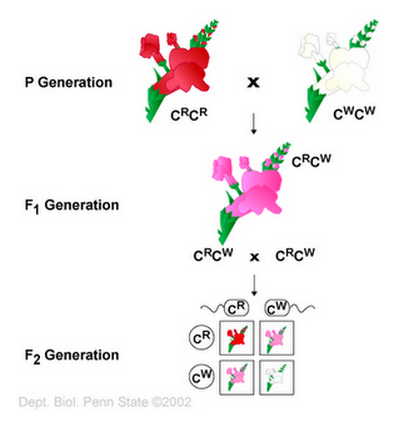 P Generation
x
CRCR
CWCW
CRCW
F1 Generation
CRCW x CRCW
CR CW
CR
F2 Generation
CW
Dept. Biol. Penn State ©2002